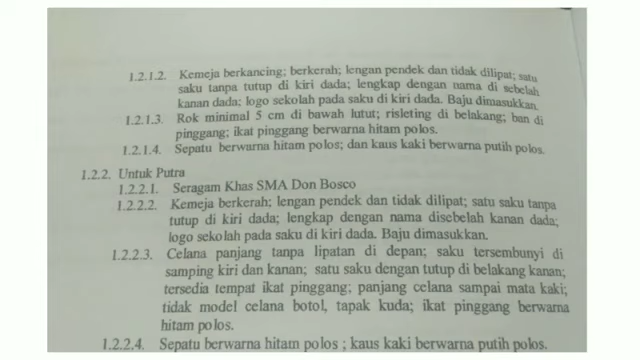 1.2.1.2. Kemeja berkancing; berkerah; lengan pendek dan tidak dilipat; satu
saku tanpa tutup di kiri dada; lengkap dengan nama di sebelah
kanan dada; logo sekolah pada saku di kiri dada. Baju dimasukkan.
1.2.1.3. Rok minimal 5 cm di bawah lutut; risleting di belakang; ban di
pinggang; ikat pinggang berwarna hitam polos.
1.2.1.4. Sepatu berwarna hitam polos; dan kaus kaki berwarna putih polos.
1.2.2. Untuk Putra
1.2.2.1. Seragam Khas SMA Don Bosco
1.2.2.2. Kemeja berkerah; lengan pendek dan tidak dilipat; satu saku tanpa
tutup di kiri dada; lengkap dengan nama disebelah kanan dada;
logo sekolah pada saku di kiri dada. Baju dimasukkan.
1.2.2.3. Celana panjang tanpa lipatan di depan; saku tersembunyi di
samping kiri dan kanan; satu saku dengan tutup di belakang kanan;
tersedia tempat ikat pinggang; panjang celana sampai mata kaki;
tidak model celana botol, tapak kuda; ikat pinggang berwarna
hitam polos.
1.2.2.4. Sepatu berwarna hitam polos ; kaus kaki berwarna putih polos.